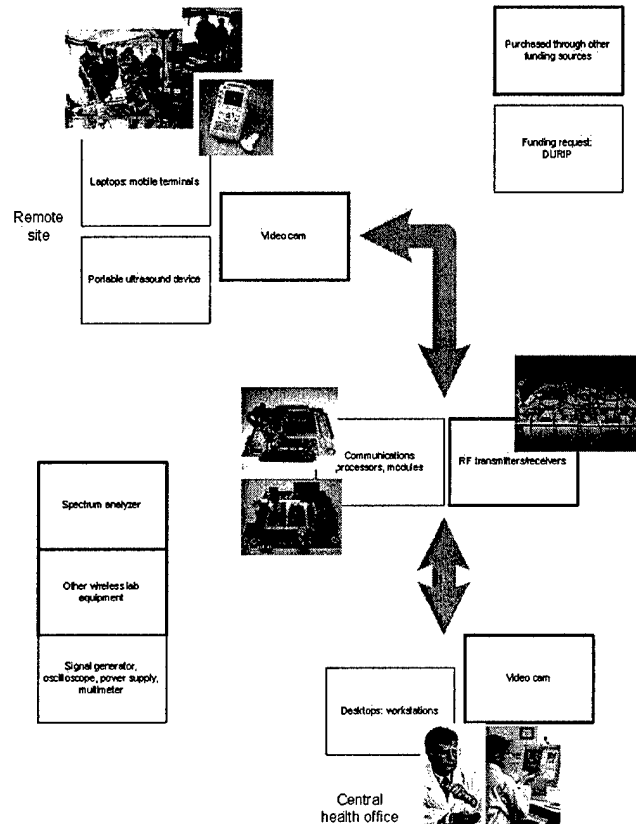 Purchased through other
funding sources
Funding request:
DURIP
Laptops: mobile terminals
Remote
site
Video cam
Portable ultrasound device
Communications
processors, modules
RF transmitters/receivers
Spectrum analyzer
Other wireless lab
equipment
Signal generator,
oscilloscope, power supply,
multimeter
Video cam
Desktops: workstations
Central
health office